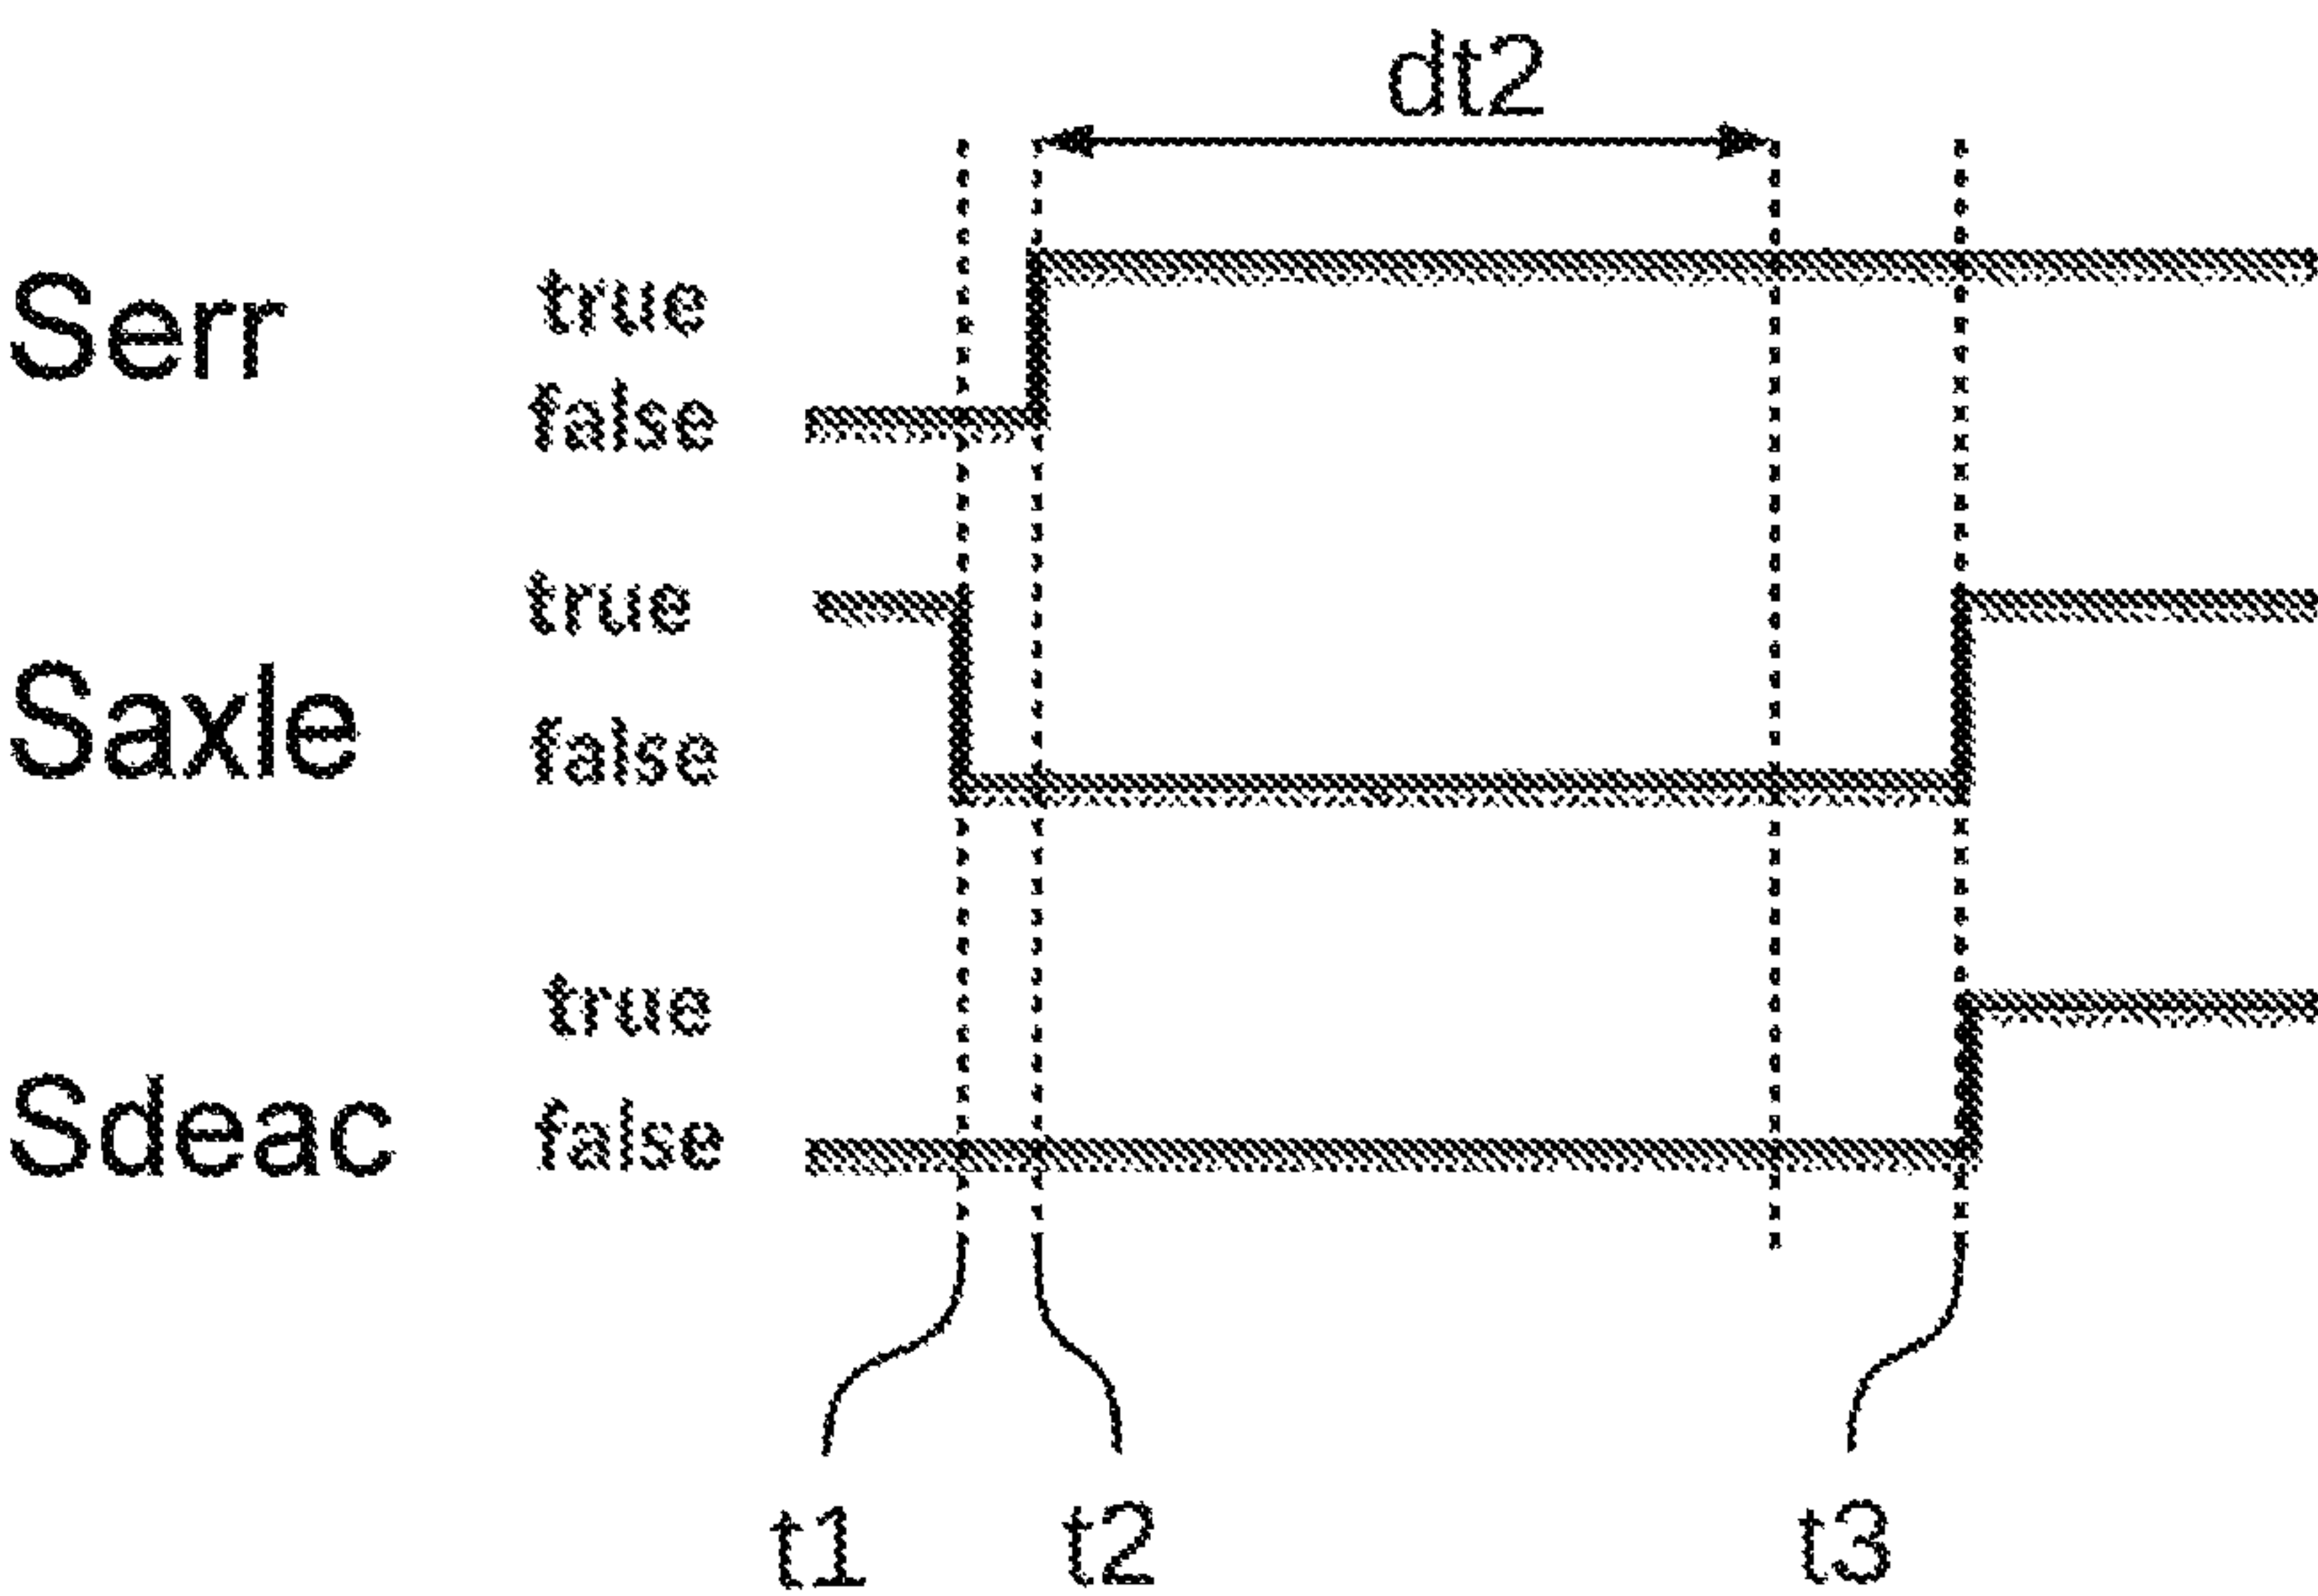 dt2
Serr
true
false
Saxle
true
false
Sdeac
true
false
t1 t2 t3